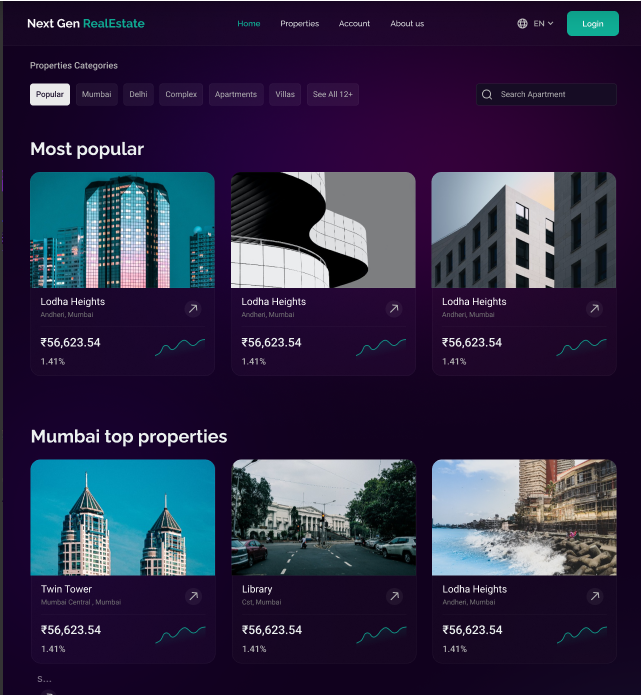 Next Gen RealEstate
Home Properties Account About us
EN
Login
Properties Categories
Popular Mumbai Delhi Complex Apartments Villas See All 12+
Search Apartment
Most popular
Lodha Heights
Andheri, Mumbai
₹56,623.54
1.41%
Lodha Heights
Andheri, Mumbai
₹56,623.54
1.41%
Lodha Heights
Andheri, Mumbai
₹56,623.54
1.41%
Mumbai top properties
Twin Tower
Mumbai Central , Mumbai
₹56,623.54
1.41%
Library
Cst, Mumbai
₹56,623.54
1.41%
Lodha Heights
Andheri, Mumbai
₹56,623.54
1.41%
S...